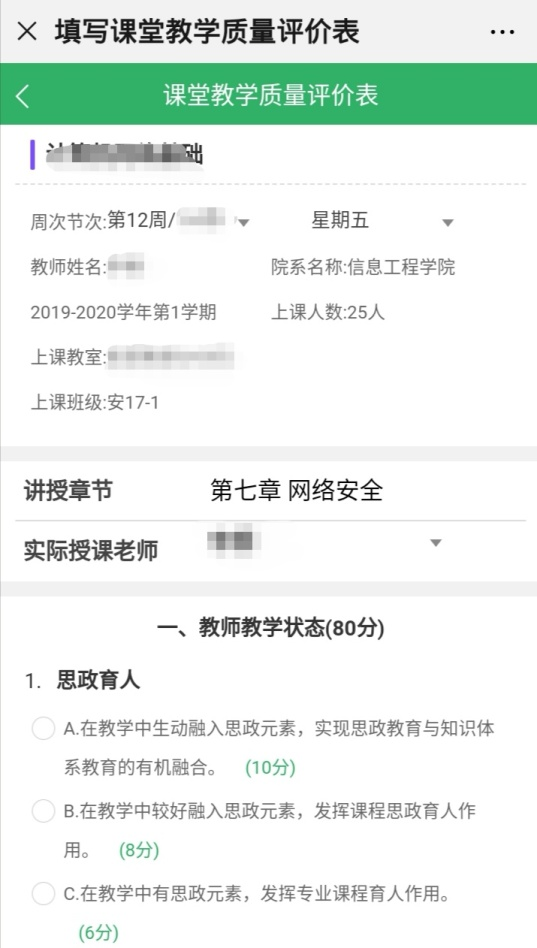 填写课堂教学质量评价表
课堂教学质量评价表
周次节次:第12周/ 星期五
教师姓名: 院系名称:信息工程学院
2019-2020学年第1学期 上课人数:25人
上课教室:
上课班级:安17-1
讲授章节 第七章 网络安全
实际授课老师
一、教师教学状态(80分)
1. 思政育人
A.在教学中生动融入思政元素，实现思政教育与知识体
系教育的有机融合。 (10分)
B.在教学中较好融入思政元素，发挥课程思政育人作
用。 (8分)
C.在教学中有思政元素，发挥专业课程育人作用。
(6分)